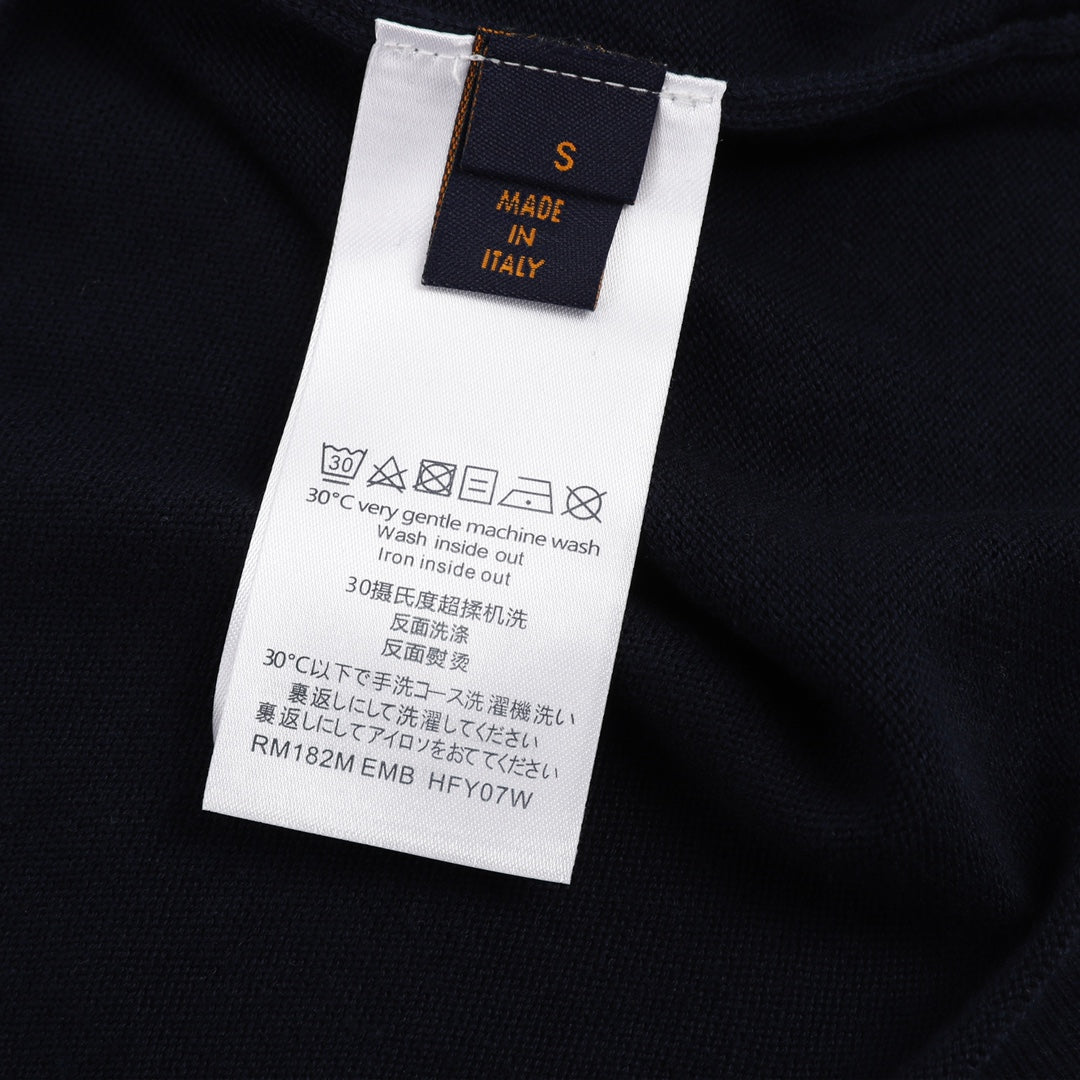 S
MADE
IN
ITALY
30
30°C very gentle machine wash
Wash inside out
Iron inside out
30摄氏度超揉机洗
反面洗涤
反面熨烫
30°C以下で手洗コース洗濯機洗い
裏返しにして洗濯してください
裏返しにしてアイロソをおててください
RM182M EMB HFY07W